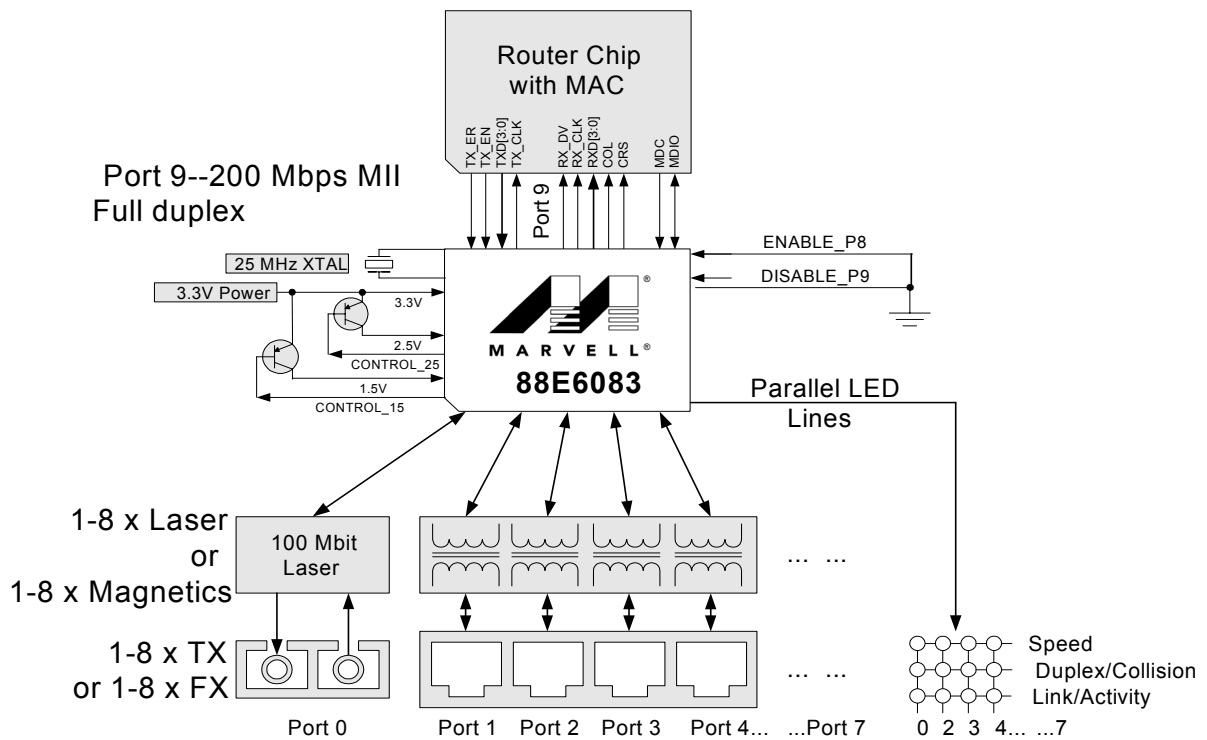 Router Chip
with MAC
TX_ER
TX_EN
TXD[3:0]
TX_CLK
RX_DV
RX_CLK
RXD[3:0]
COL
CRS
MDC
MDIO
Port 9--200 Mbps MII
Full duplex
Port 9
ENABLE_P8
25 MHz XTAL
DISABLE_P9
3.3V Power
3.3V
®
2.5V
MARVELL®
CONTROL_25
88E6083
1.5V
CONTROL_15
Parallel LED
Lines
1-8 x Laser
or
1-8 x Magnetics
100 Mbit
Laser
... ...
1-8 x TX
or 1-8 x FX
... ...
Speed
Duplex/Collision
Link/Activity
Port 0 Port 1 Port 2 Port 3 Port 4... ...Port 7 0 2 3 4... ...7